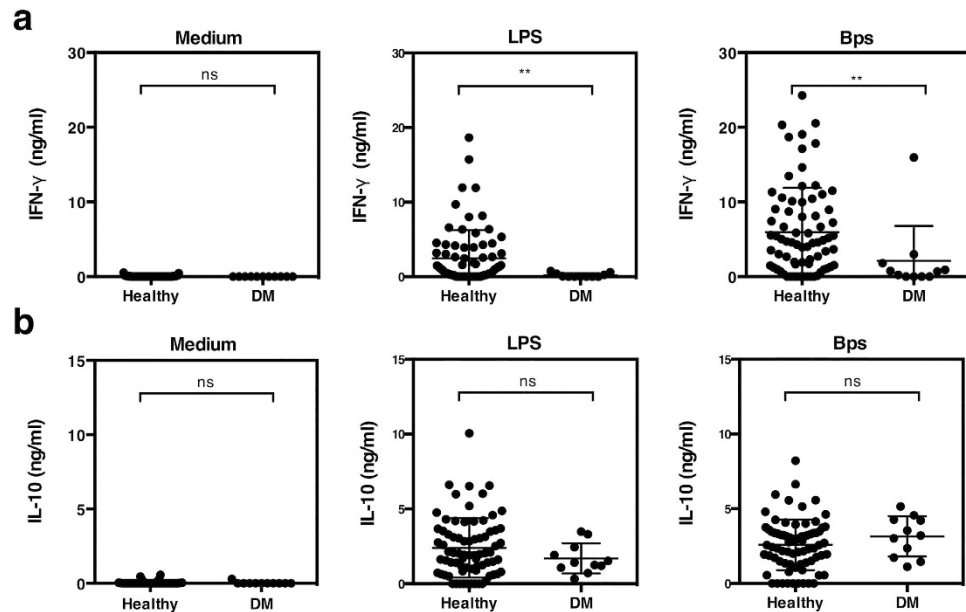 a
Medium
LPS
Bps
30
20
10
0
IFN-γ (ng/ml)
ns
Healthy
DM
30
20
10
0
IFN-γ (ng/ml)
**
Healthy
DM
30
20
10
0
IFN-γ (ng/ml)
**
Healthy
DM
b
Medium
LPS
Bps
15
10
5
0
IL-10 (ng/ml)
ns
Healthy
DM
15
10
5
0
IL-10 (ng/ml)
ns
Healthy
DM
15
10
5
0
IL-10 (ng/ml)
ns
Healthy
DM